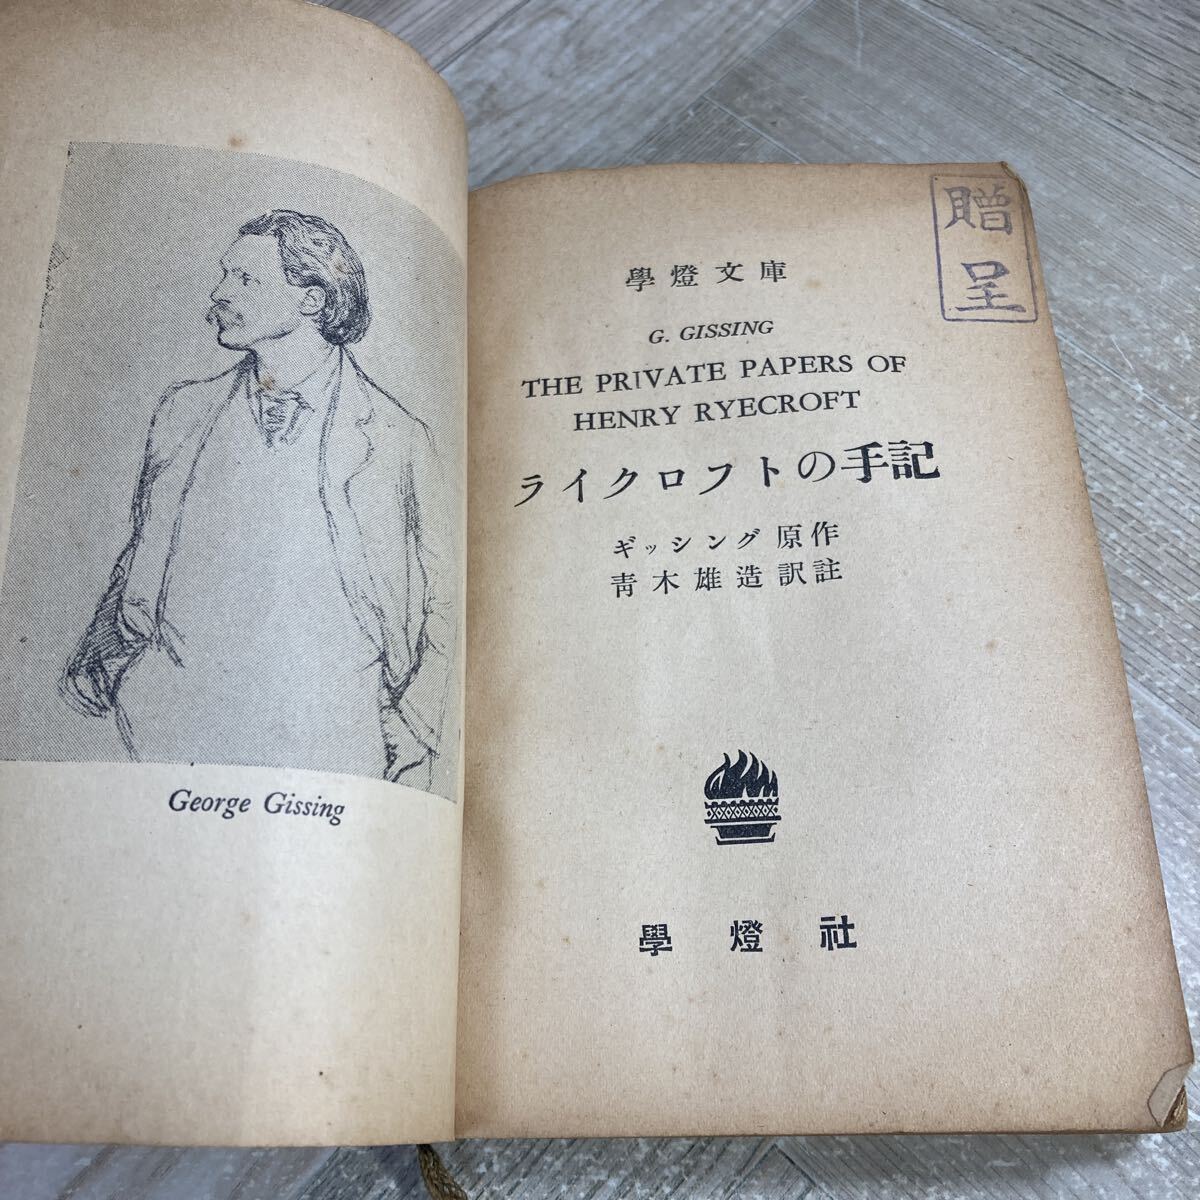 George Gissing
贈
呈
學燈文庫
G. GISSING
THE PRIVATE PAPERS OF
HENRY RYECROFT
ライクロフトの手記
ギッシング 原作
靑木雄造訳註
學燈社